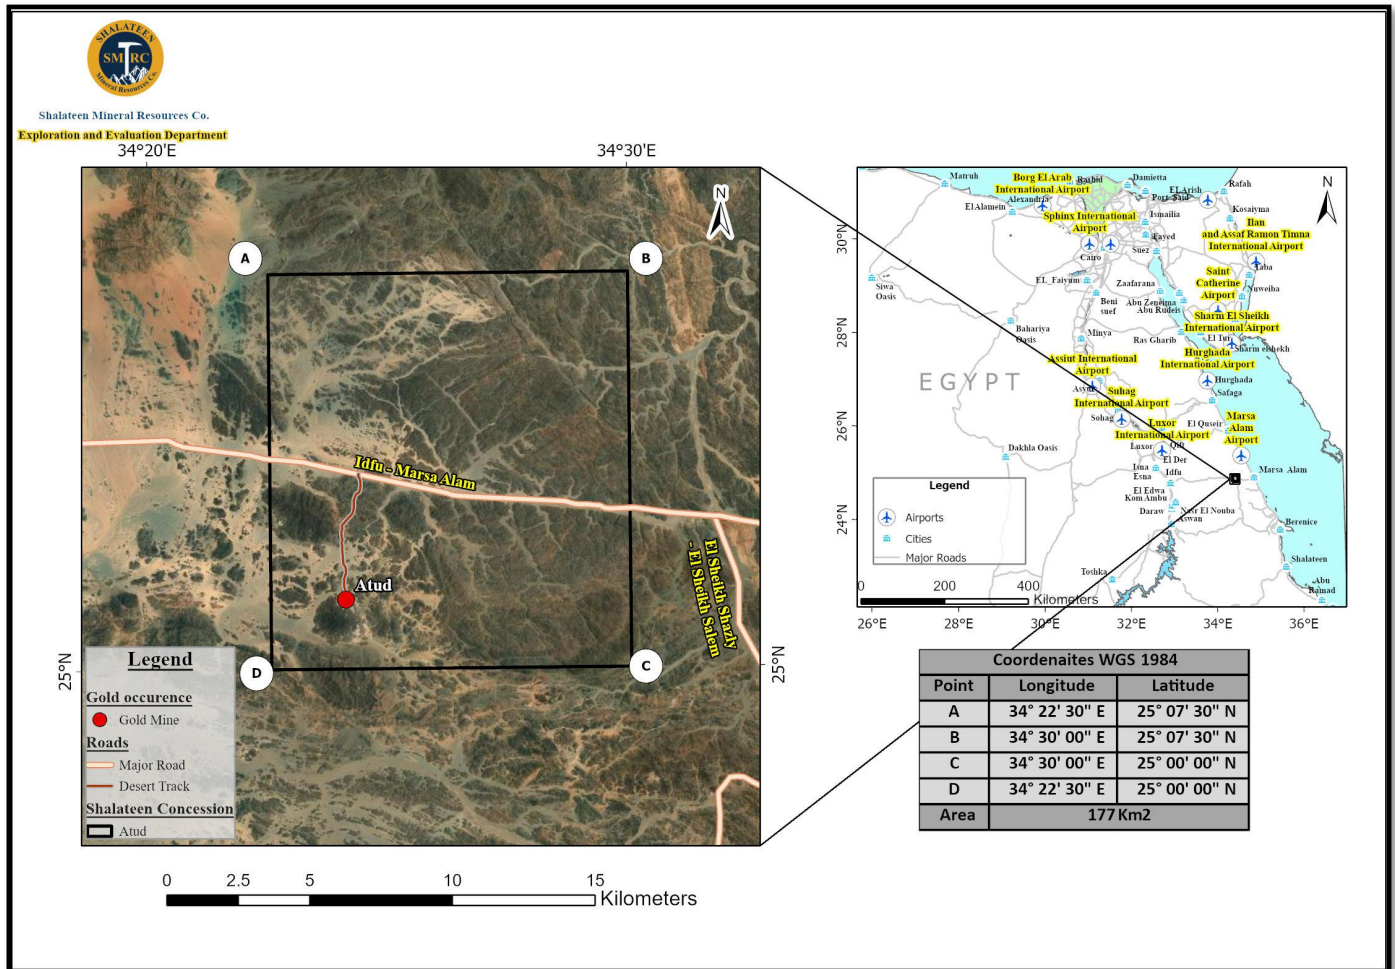 SHALATEEN
SM RC
Mineral Resources Co.
Shalateen Mineral Resources Co.
Exploration and Evaluation Department
34°20'E
34°30'E
N
A
B
Idfu - Marsa Alam
Atud
El Sheikh Shazly
- El Sheikh Salem
D
C
25°N
25°N
Legend
Gold occurence
Gold Mine
Roads
Major Road
Desert Track
Shalateen Concession
Atud
0
2.5
5
10
15
Kilometers
N
Matruh
Borg El Arab
International Airport
Rashid
Damietta
Alexandria
El Alamein
Port Said
EL Arish
Rafah
Sphinx International
Airport
Ismailia
Kosaiyma
Ilan
and Assaf Ramon Timna
International Airport
Fayed
Cairo
Suez
Taba
Siwa
Oasis
EL_Faiyum
Zaafarana
Saint
Catherine
Airport
Nuweiba
Beni
suef
Abu Zeneima
Abu Rudeis
Bahariya
Oasis
Minya
Ras Gharib
Sharm El Sheikh
International Airport
El Tur
Sharm elshekh
Assiut International
Airport
Hurghada
International Airport
EGYPT
Asyut
Hurghada
Suhag
International Airport
Safaga
Sohag
Luxor
International Airport
El Quseir
Marsa
Alam
Airport
Dakhla Oasis
Luxor
Qift
El Der
Isna
Esna
Idfu
Marsa Alam
El Edwa
Kom Ambu
Daraw
Nasr El Nouba
Aswan
Berenice
Toshka
Shalateen
Abu
Ramad
30°N
28°N
26°N
24°N
Legend
Airports
Cities
Major Roads
0
200
400
Kilometers
26°E
28°E
30°E
32°E
34°E
36°E
Coordenaites WGS 1984
Point Longitude Latitude
A 34° 22' 30" E 25° 07' 30" N
B 34° 30' 00" E 25° 07' 30" N
C 34° 30' 00" E 25° 00' 00" N
D 34° 22' 30" E 25° 00' 00" N
Area 177 Km2